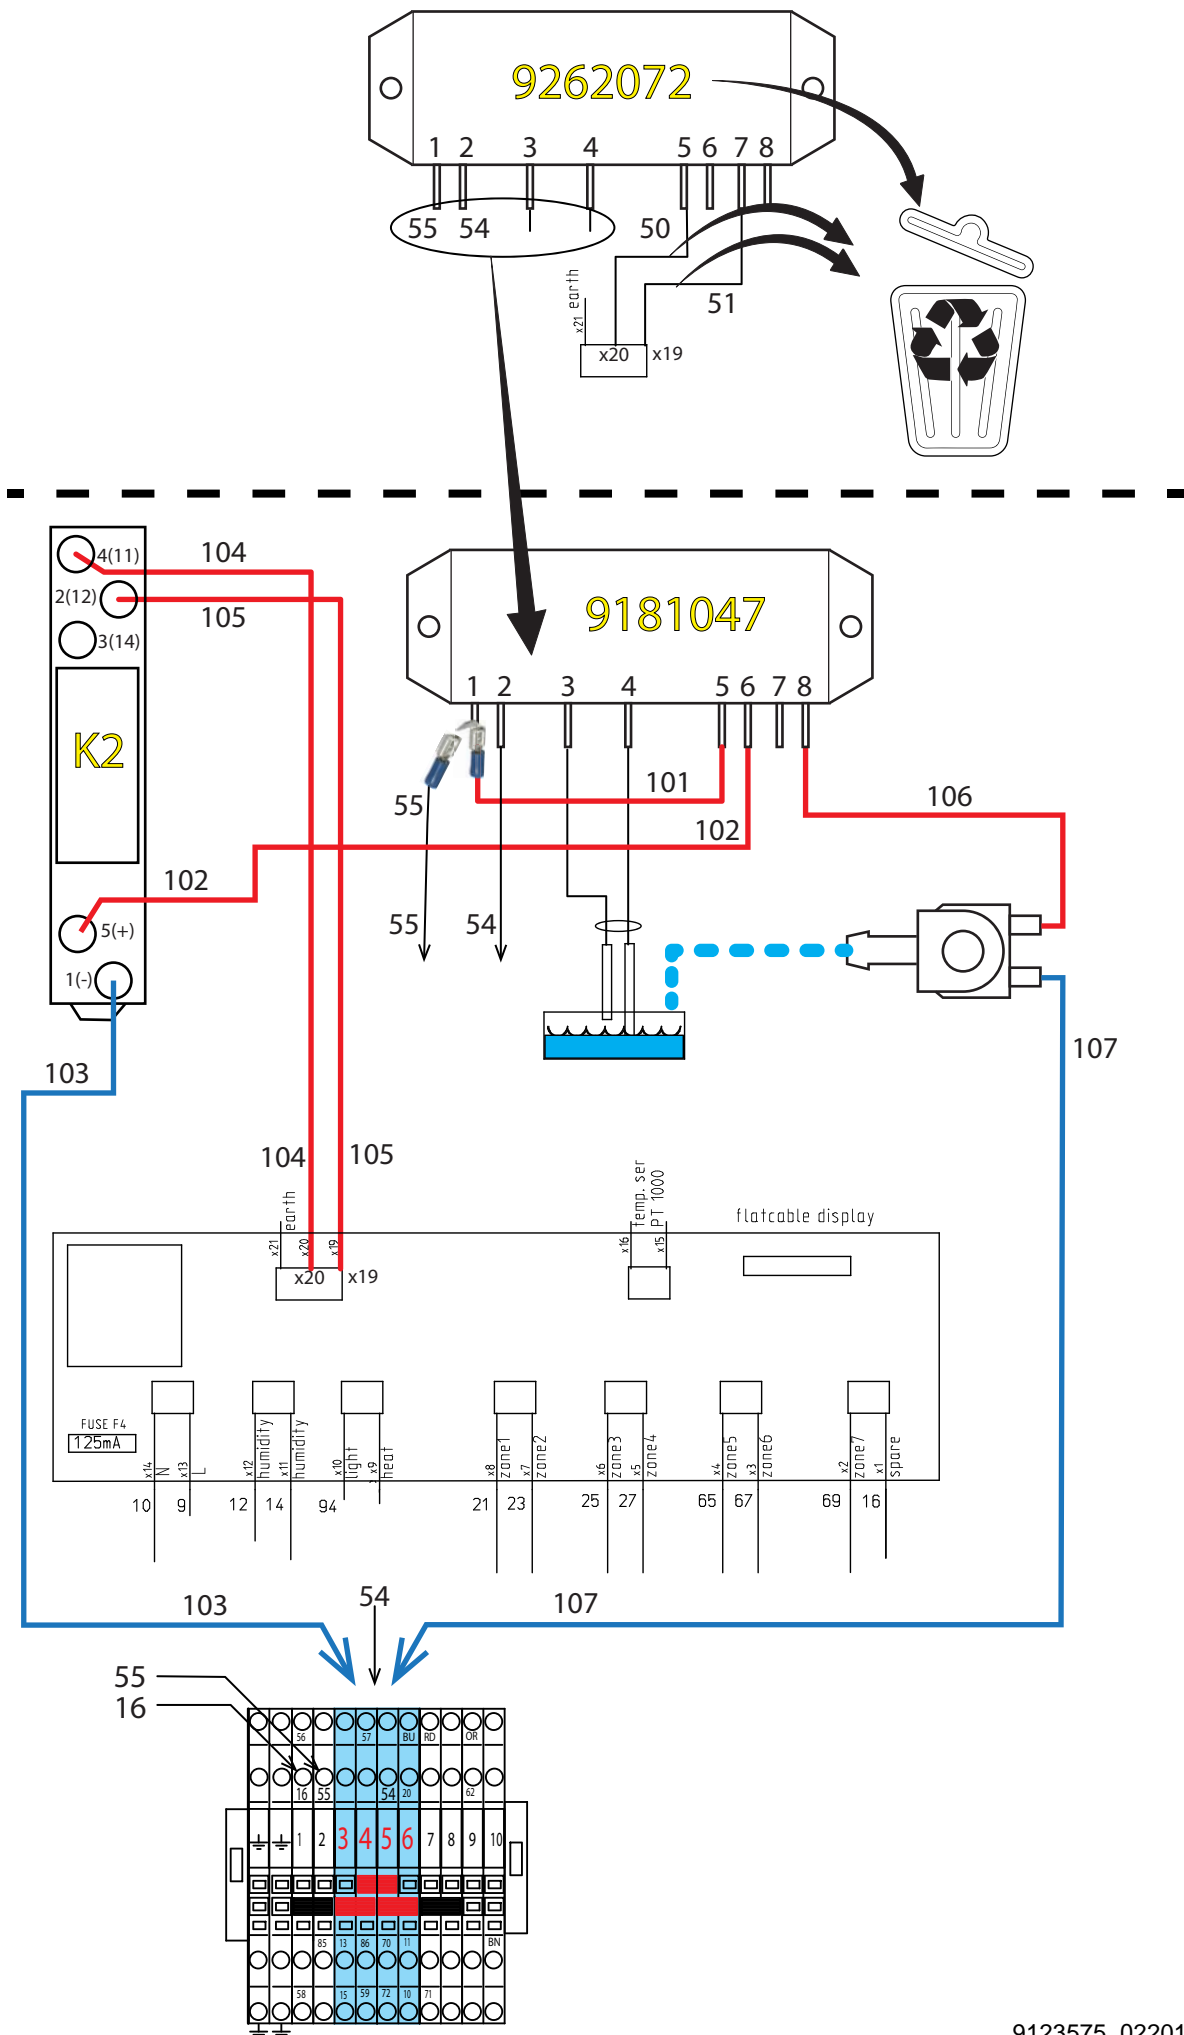 9262072
1 2 3 4 5 6 7 8
55 54 50
51
x21 earth
x20 x19
4(11) 104
2(12) 105
3(14)
K2
9181047
1 2 3 4 5 6 7 8
101
55
102
106
102
5(+)
55 54
1(-)
103
107
104 105
earth
x21 x20 x19
x20 x19
temp. ser
PT 1000
x16 x15
flatcable display
FUSE F4
125mA
x14 N
x13 L
x12 humidity
x11 humidity
x10 light
x9 heat
x8 zone1
x7 zone2
x6 zone3
x5 zone4
x4 zone5
x3 zone6
x2 zone7
x1 spare
10 9 12 14 94 21 23 25 27 65 67 69 16
103 54 107
55
16
56 57 BU RD OR
16 55 54 20 62
1 2 3 4 5 6 7 8 9 10
85 13 86 70 11 BN
58 15 59 72 10 71
9123575_02201